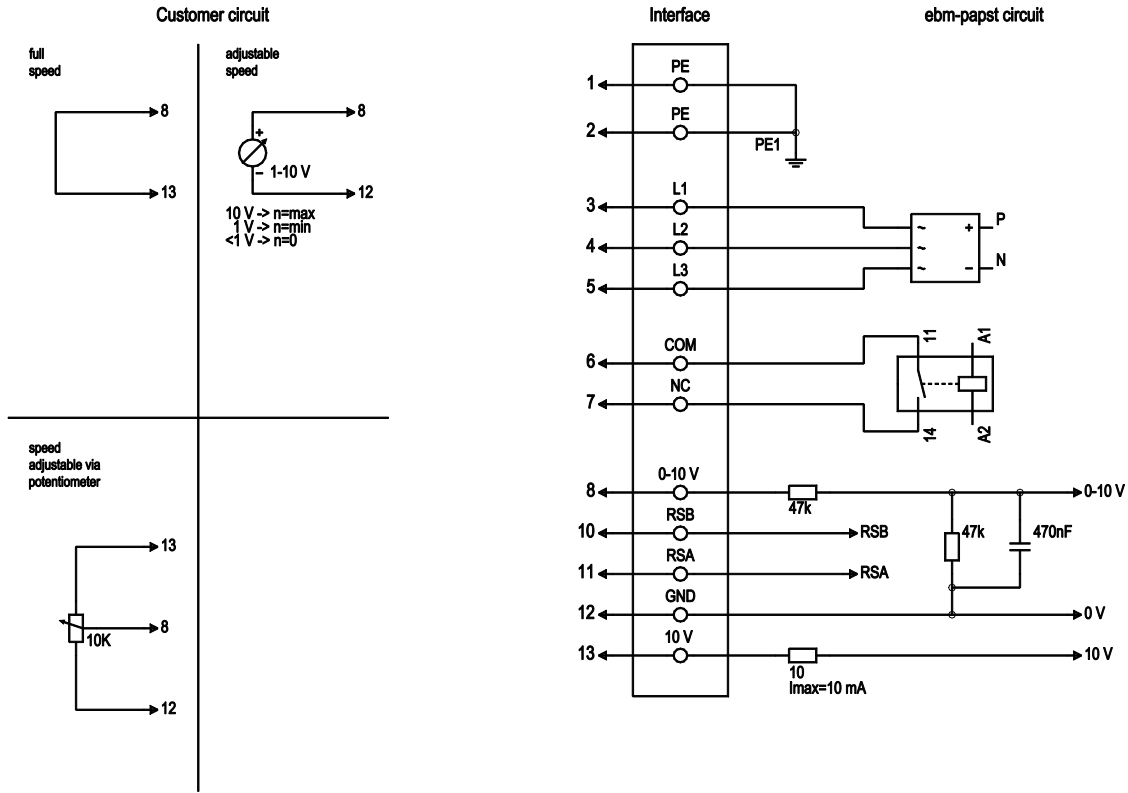 Customer circuit
Interface
ebm-papst circuit
full
speed
8
13
adjustable
speed
8
+
–
1-10 V
12
10 V -> n=max
1 V -> n=min
<1 V -> n=0
speed
adjustable via
potentiometer
13
8
10K
12
1
PE
2
PE
PE1
3
L1
4
L2
5
L3
~
~
~
+
–
P
N
6
COM
7
NC
11
14
A1
A2
8
0-10 V
47k
0-10 V
10
RSB
RSB
47k
470nF
11
RSA
RSA
12
GND
0 V
13
10 V
10
Imax=10 mA
10 V